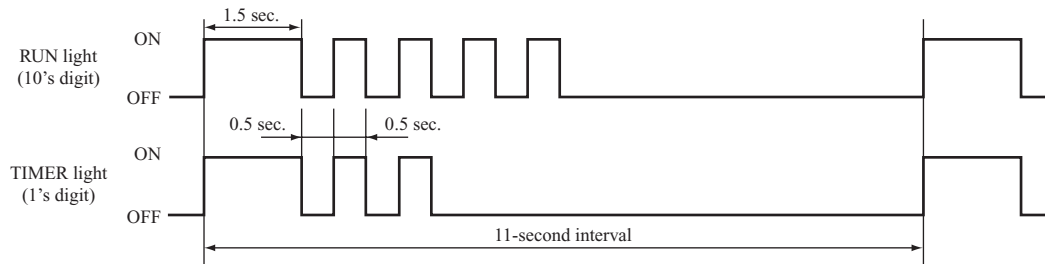 1.5 sec.
ON
RUN light
(10's digit)
OFF
0.5 sec.
0.5 sec.
ON
TIMER light
(1's digit)
OFF
11-second interval